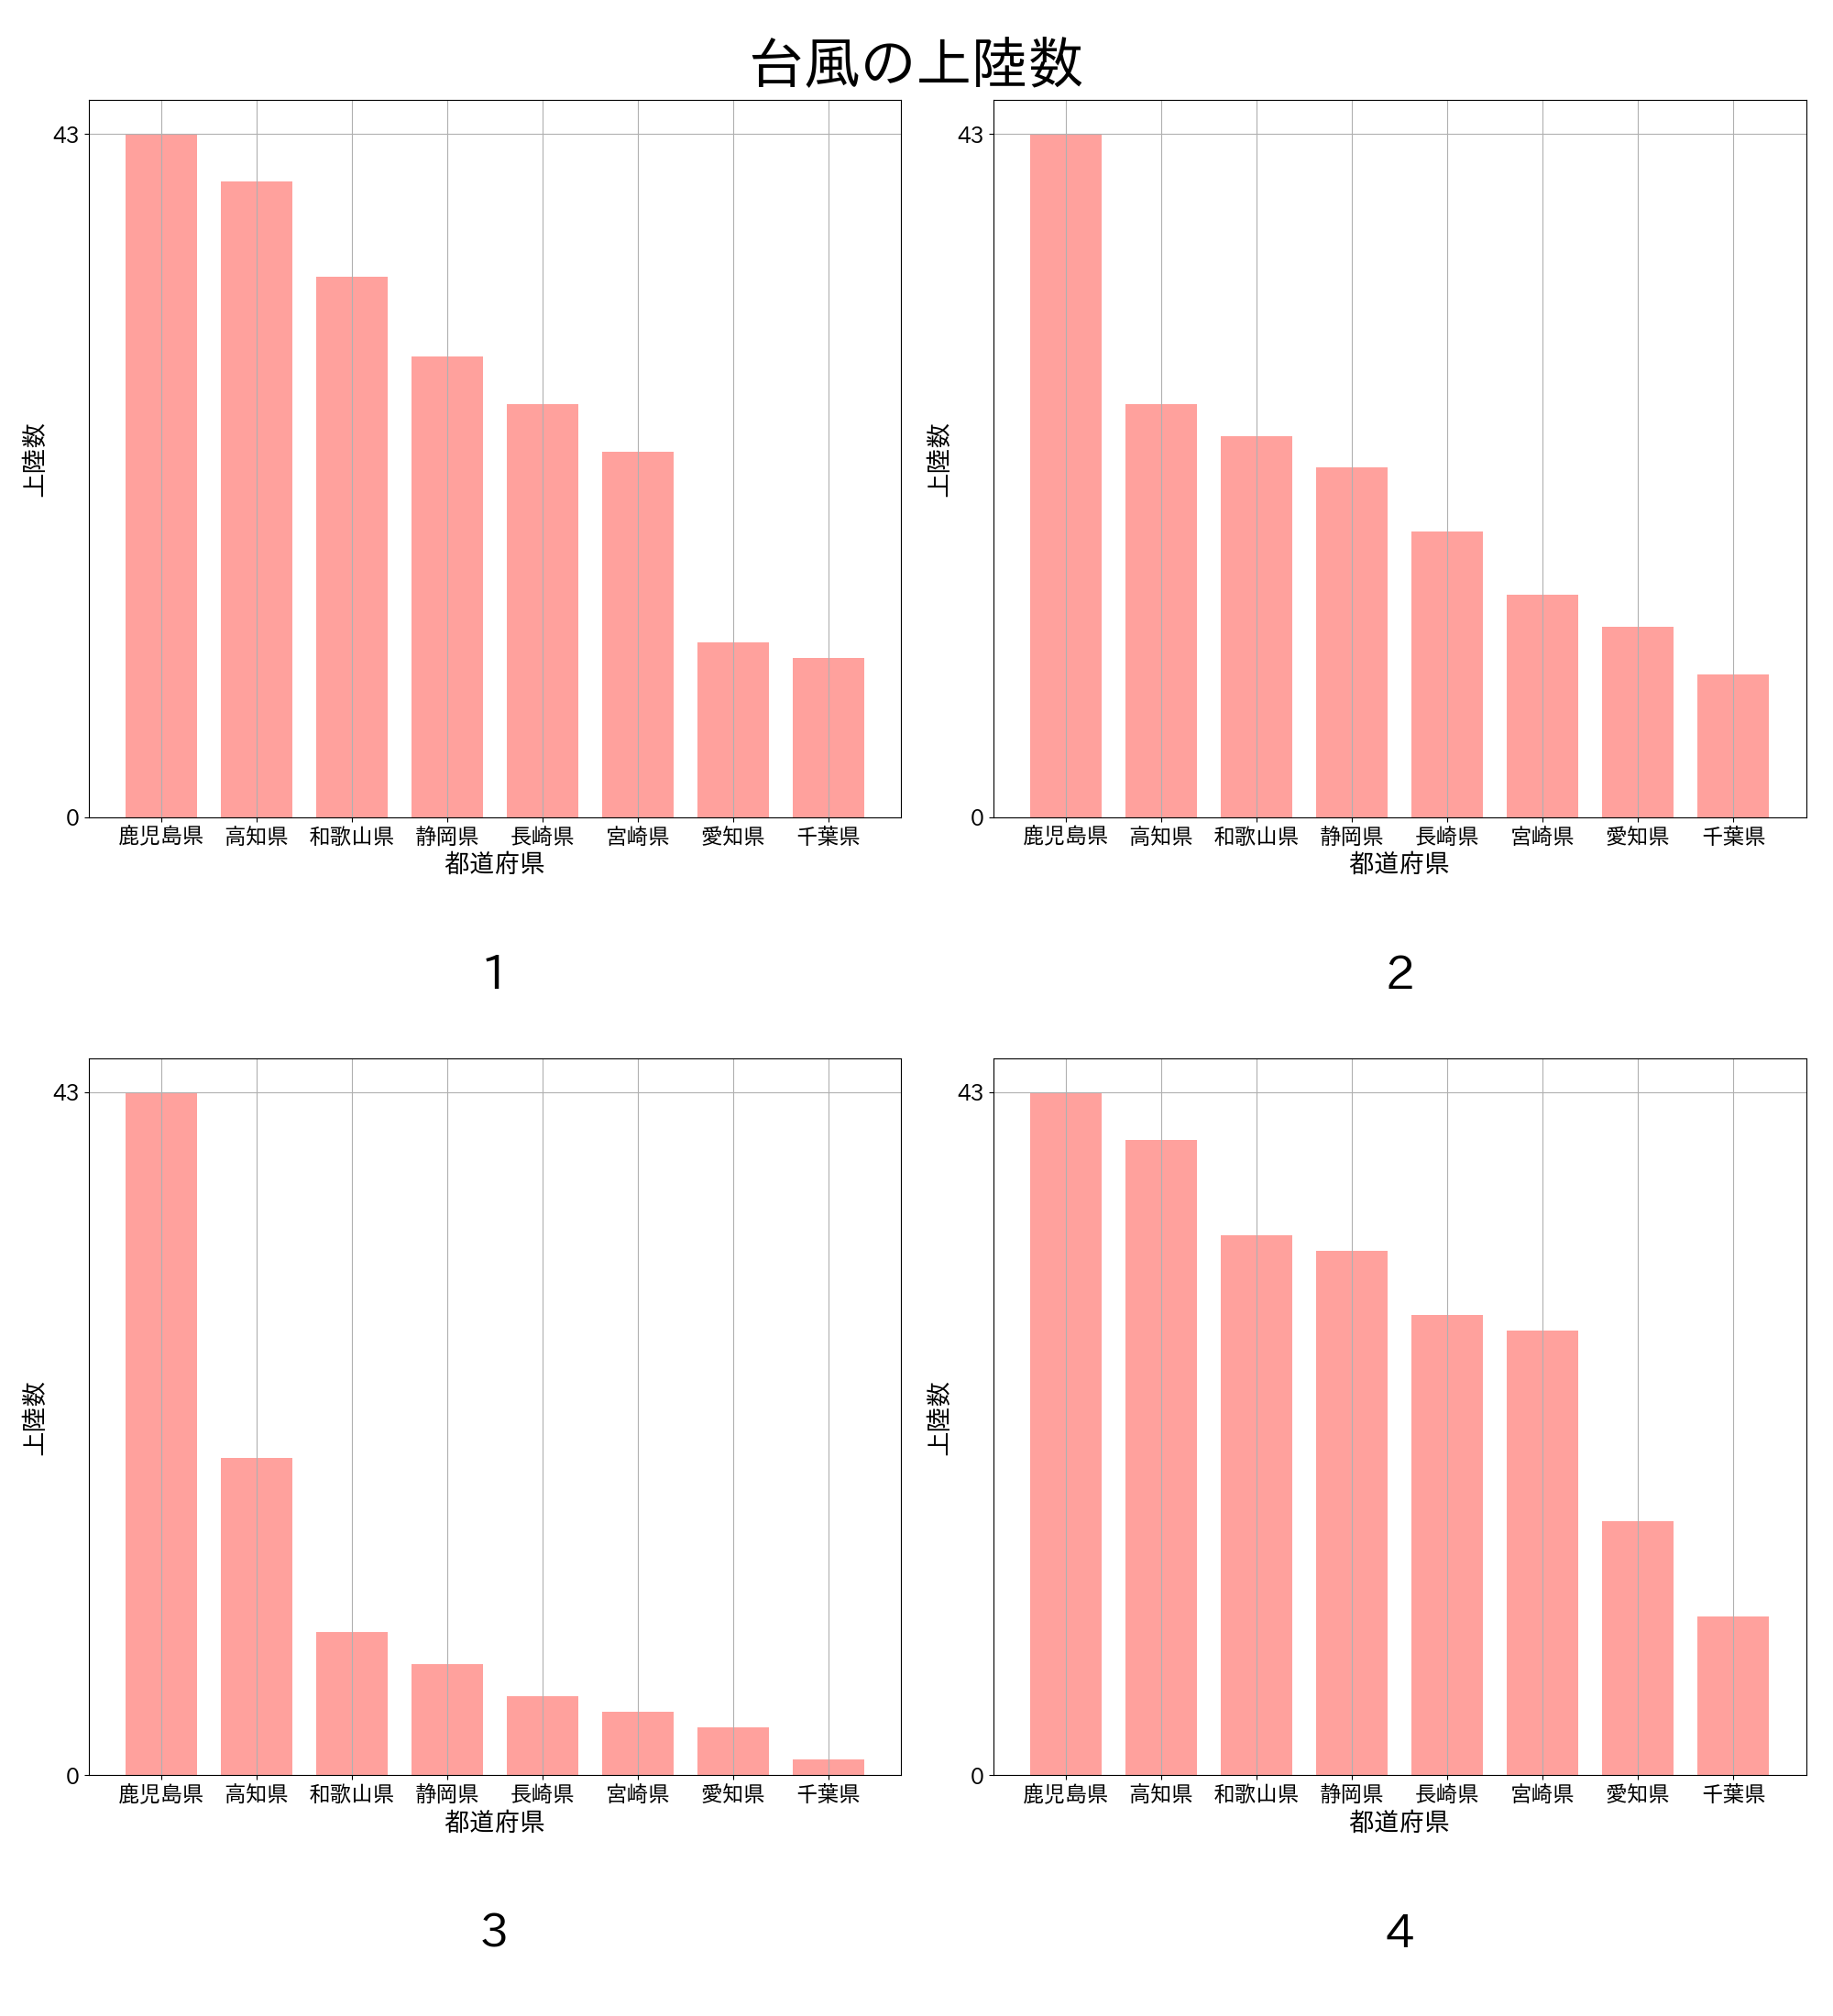 台風の上陸数
43
0
上陸数
鹿児島県 高知県 和歌山県 静岡県 長崎県 宮崎県 愛知県 千葉県
都道府県
1
43
0
上陸数
鹿児島県 高知県 和歌山県 静岡県 長崎県 宮崎県 愛知県 千葉県
都道府県
2
43
0
上陸数
鹿児島県 高知県 和歌山県 静岡県 長崎県 宮崎県 愛知県 千葉県
都道府県
3
43
0
上陸数
鹿児島県 高知県 和歌山県 静岡県 長崎県 宮崎県 愛知県 千葉県
都道府県
4